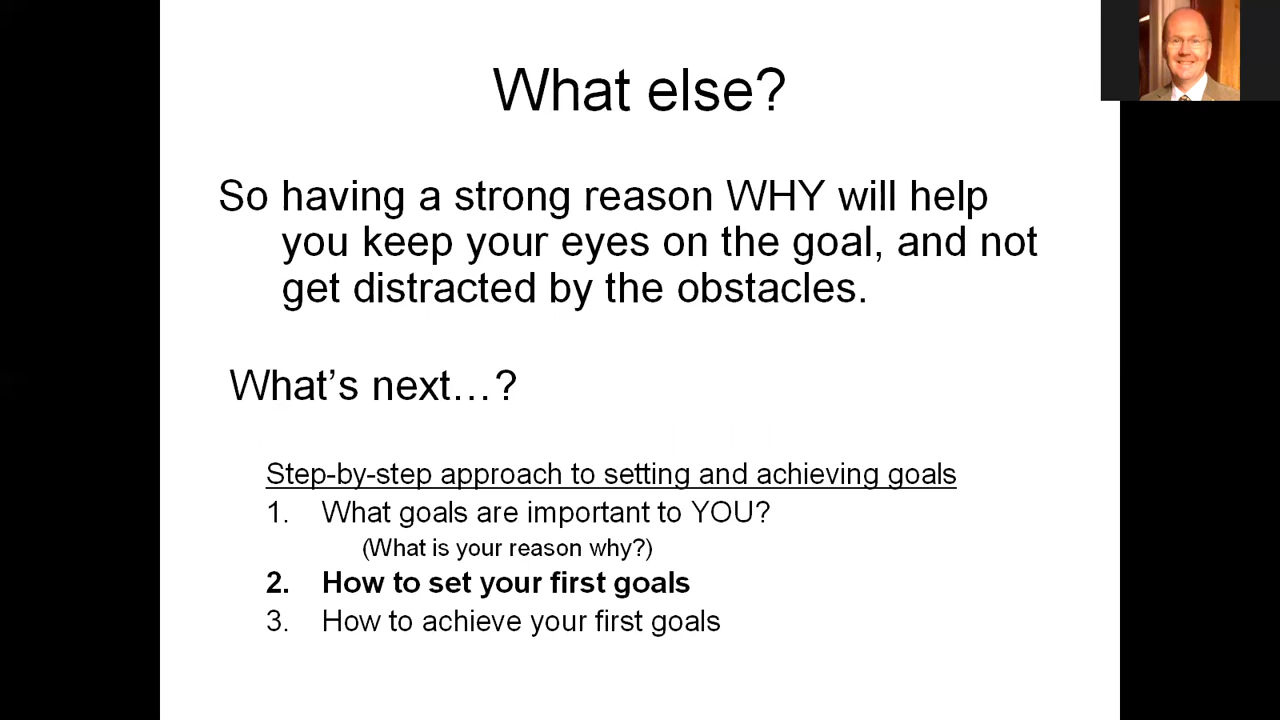 What else?
So having a strong reason WHY will help
you keep your eyes on the goal, and not
get distracted by the obstacles.
What's next…?
Step-by-step approach to setting and achieving goals
1. What goals are important to YOU?
(What is your reason why?)
2. How to set your first goals
3. How to achieve your first goals